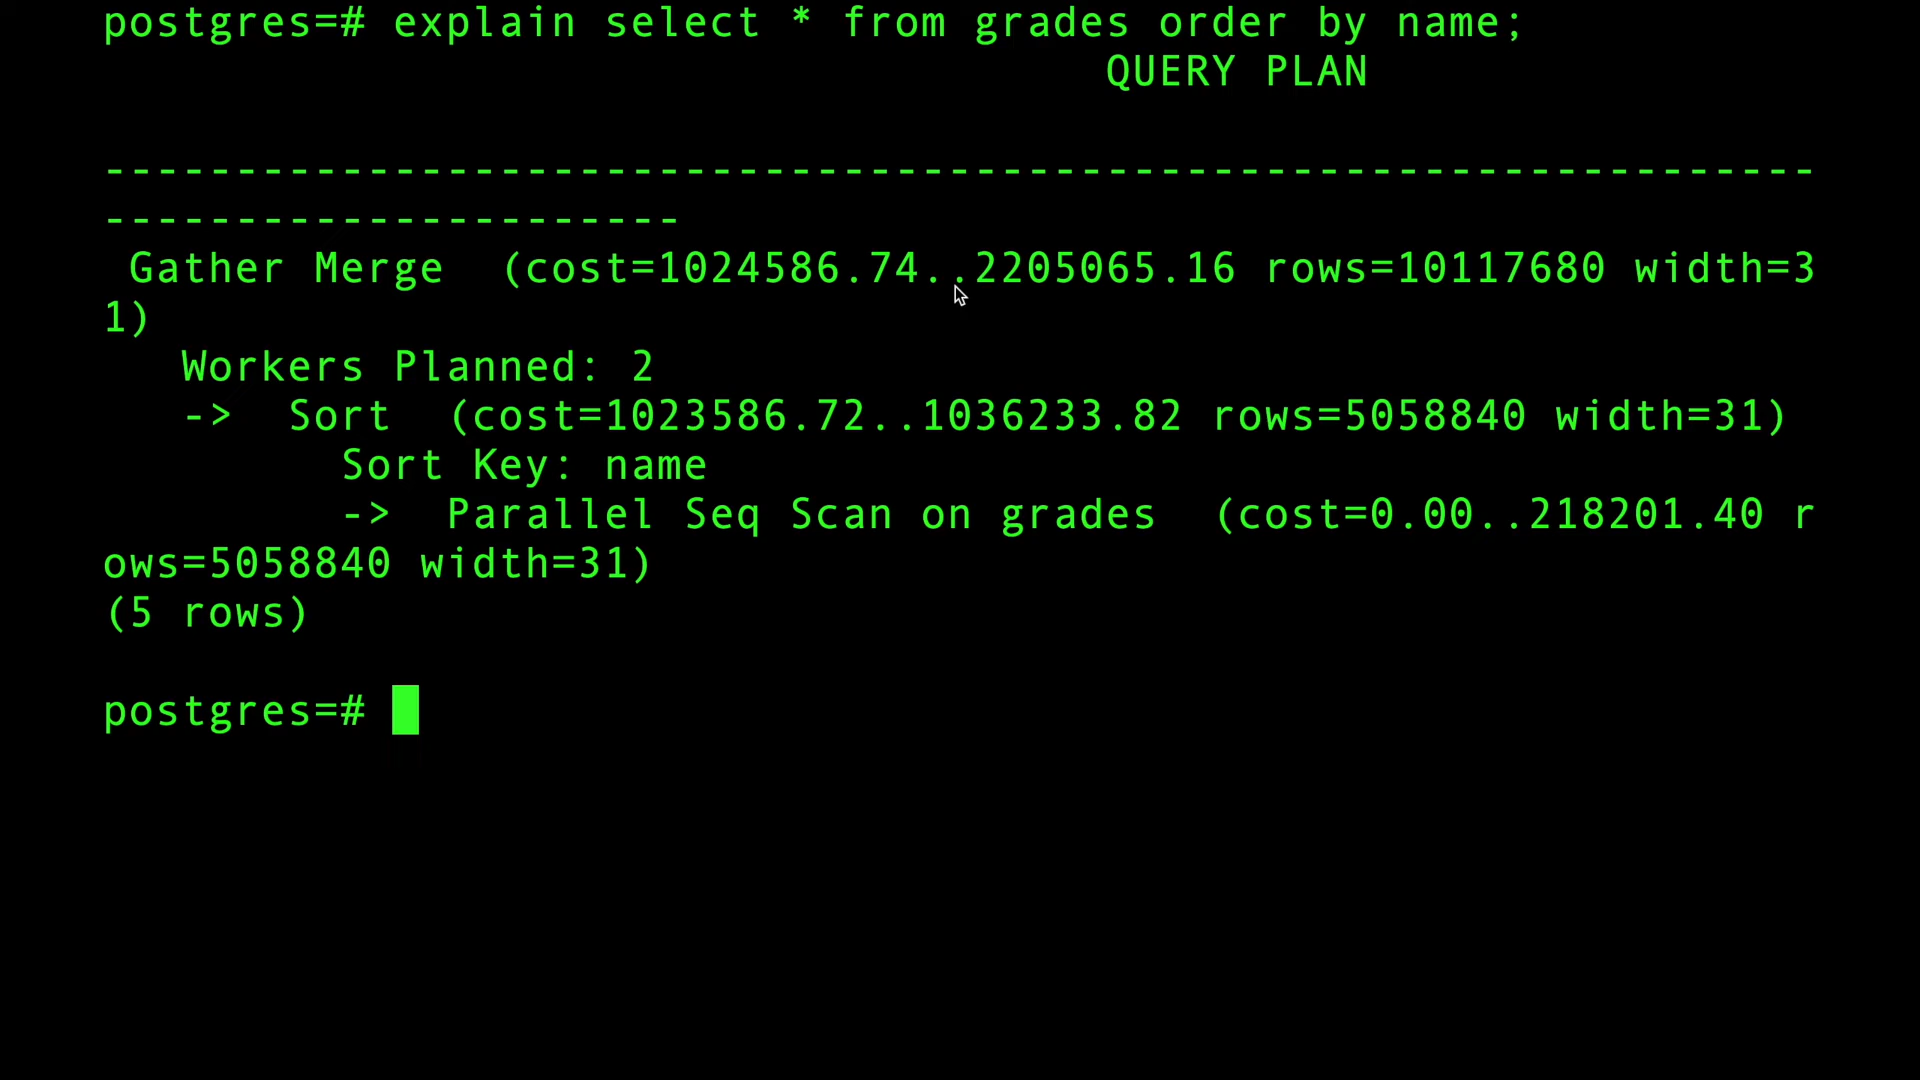 postgres=# explain select * from grades order by name;
QUERY PLAN
-----------------------------------------------------------------
----------------------
Gather Merge  (cost=1024586.74..2205065.16 rows=10117680 width=3
1)
Workers Planned: 2
->  Sort  (cost=1023586.72..1036233.82 rows=5058840 width=31)
Sort Key: name
->  Parallel Seq Scan on grades  (cost=0.00..218201.40 r
ows=5058840 width=31)
(5 rows)
postgres=#